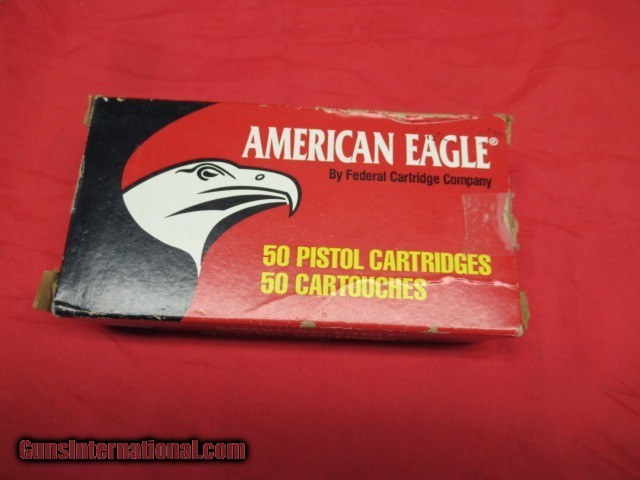 AMERICAN EAGLE®
By Federal Cartridge Company
50 PISTOL CARTRIDGES
50 CARTOUCHES
GunsInternational.com